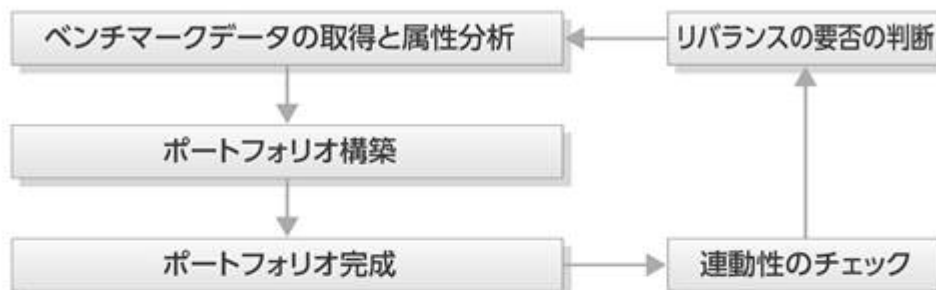 ベンチマークデータの取得と属性分析
リバランスの要否の判断
ポートフォリオ構築
ポートフォリオ完成
連動性のチェック